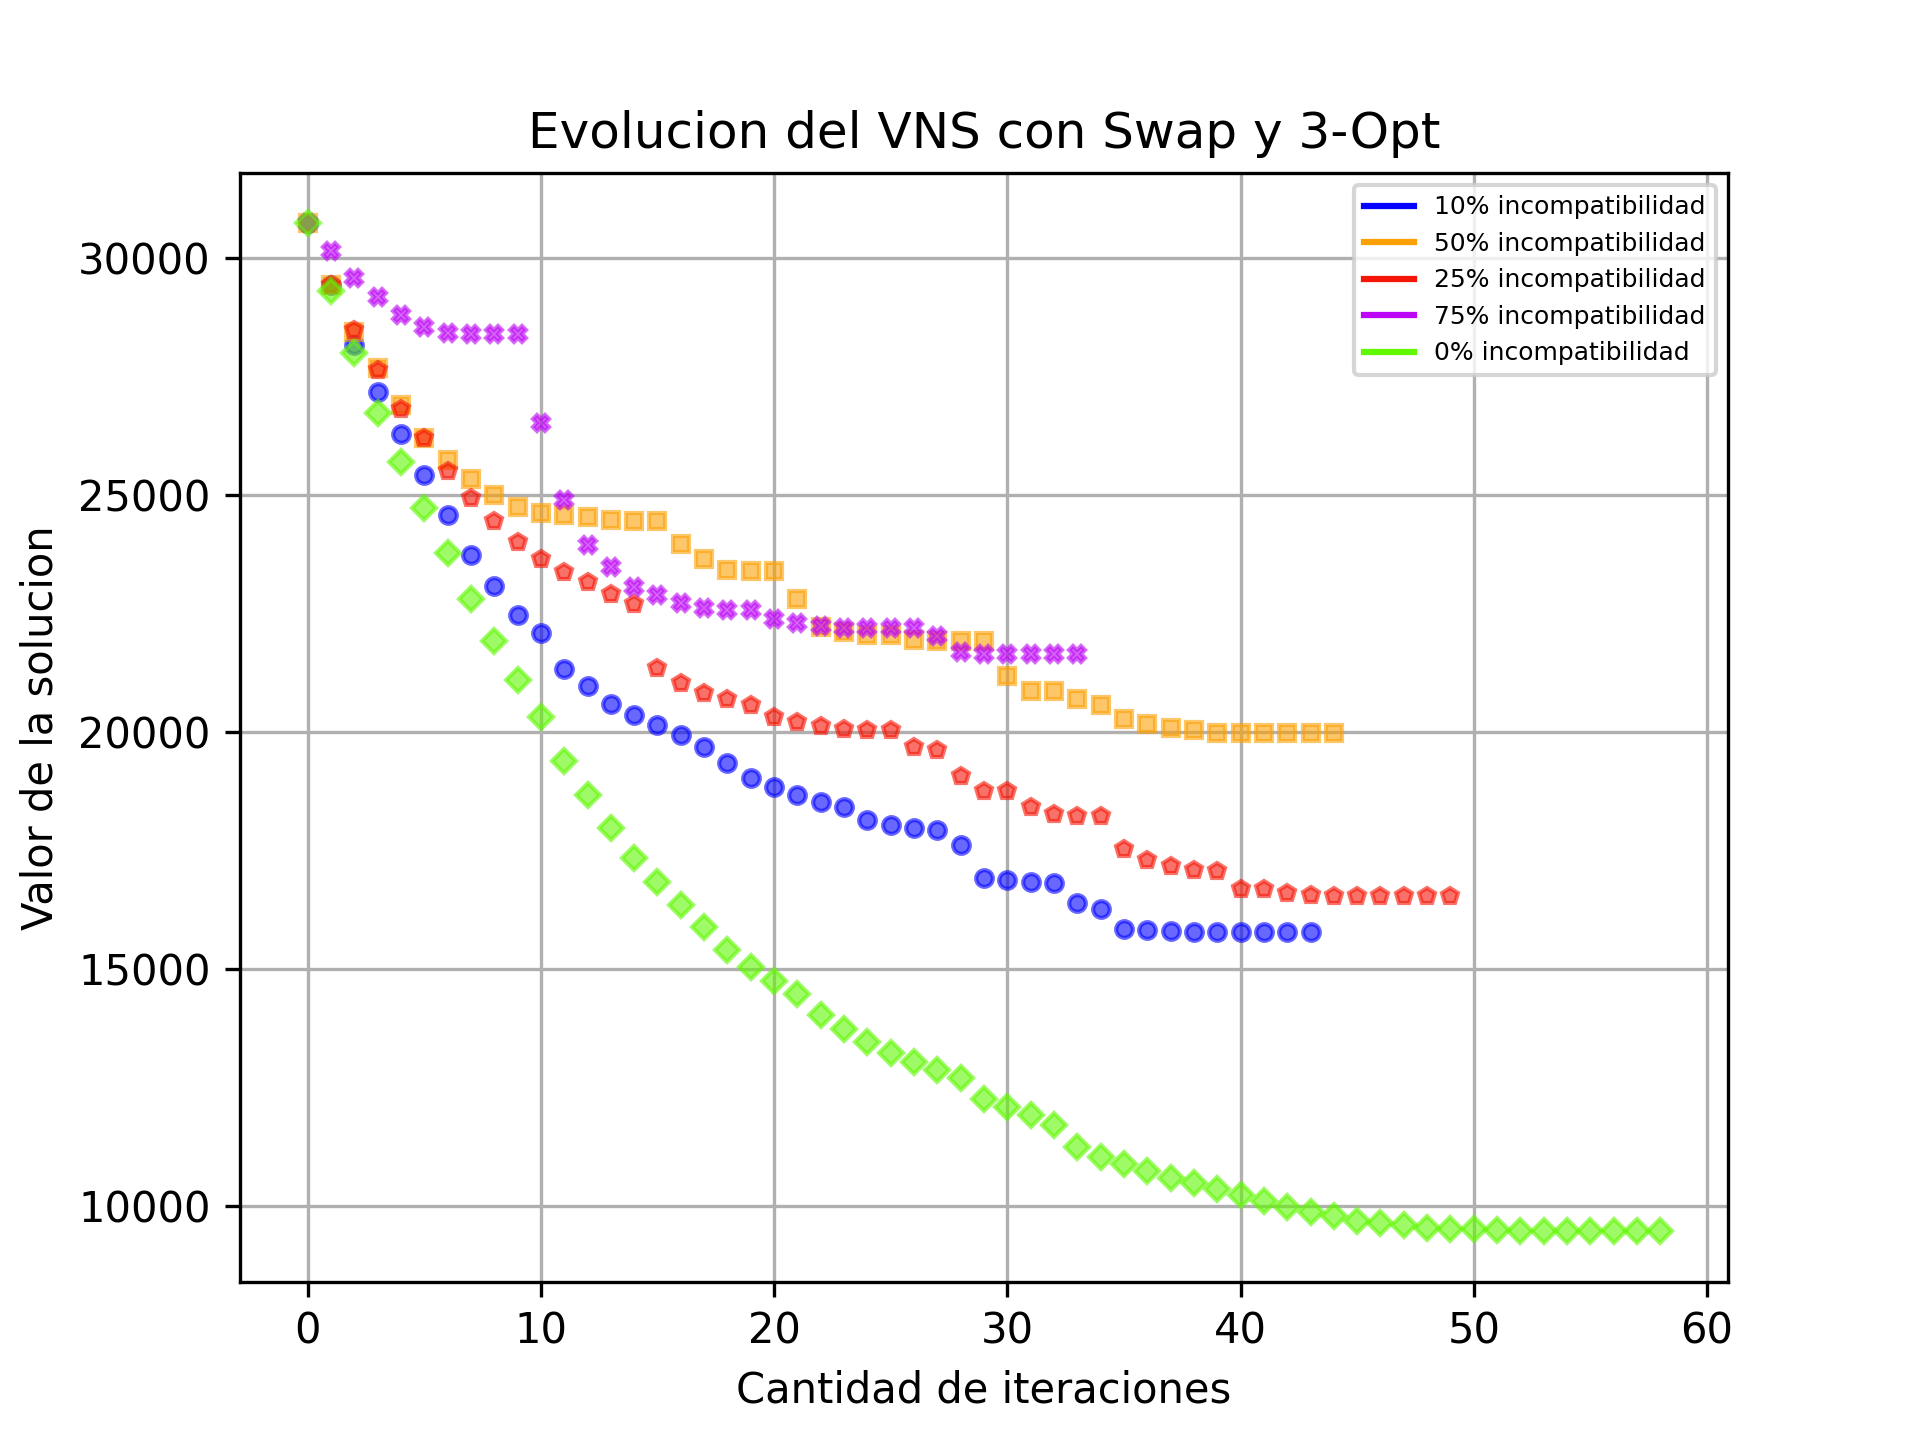 Evolucion del VNS con Swap y 3-Opt
10% incompatibilidad
50% incompatibilidad
25% incompatibilidad
75% incompatibilidad
0% incompatibilidad
Valor de la solucion
30000
25000
20000
15000
10000
0 10 20 30 40 50 60
Cantidad de iteraciones